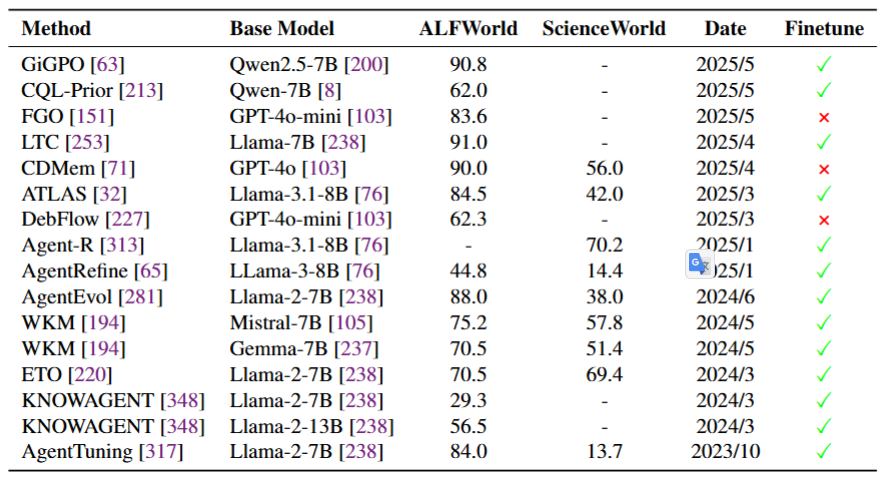 Method Base Model ALFWorld ScienceWorld Date Finetune
GiGPO [63] Qwen2.5-7B [200] 90.8 - 2025/5 ✓
CQL-Prior [213] Qwen-7B [8] 62.0 - 2025/5 ✓
FGO [151] GPT-4o-mini [103] 83.6 - 2025/5 ×
LTC [253] Llama-7B [238] 91.0 - 2025/4 ✓
CDMem [71] GPT-4o [103] 90.0 56.0 2025/4 ×
ATLAS [32] Llama-3.1-8B [76] 84.5 42.0 2025/3 ✓
DebFlow [227] GPT-4o-mini [103] 62.3 - 2025/3 ×
Agent-R [313] Llama-3.1-8B [76] - 70.2 2025/1 ✓
AgentRefine [65] LLama-3-8B [76] 44.8 14.4 025/1 ✓
AgentEvol [281] Llama-2-7B [238] 88.0 38.0 2024/6 ✓
WKM [194] Mistral-7B [105] 75.2 57.8 2024/5 ✓
WKM [194] Gemma-7B [237] 70.5 51.4 2024/5 ✓
ETO [220] Llama-2-7B [238] 70.5 69.4 2024/3 ✓
KNOWAGENT [348] Llama-2-7B [238] 29.3 - 2024/3 ✓
KNOWAGENT [348] Llama-2-13B [238] 56.5 - 2024/3 ✓
AgentTuning [317] Llama-2-7B [238] 84.0 13.7 2023/10 ✓